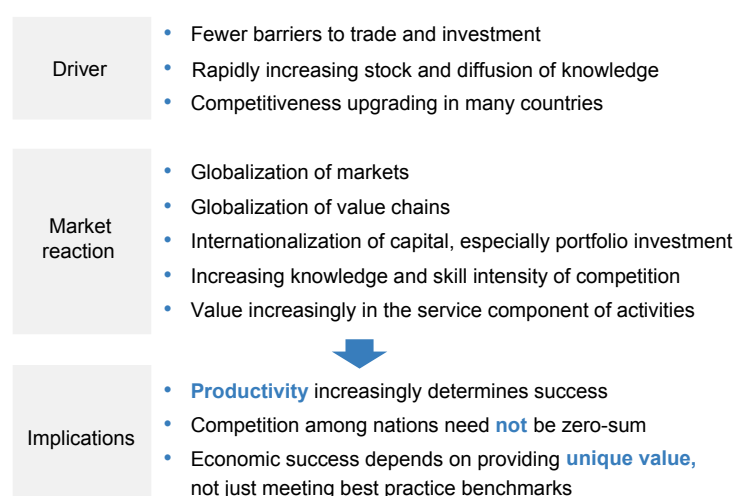 Driver
• Fewer barriers to trade and investment
• Rapidly increasing stock and diffusion of knowledge
• Competitiveness upgrading in many countries
Market
reaction
• Globalization of markets
• Globalization of value chains
• Internationalization of capital, especially portfolio investment
• Increasing knowledge and skill intensity of competition
• Value increasingly in the service component of activities
Implications
• Productivity increasingly determines success
• Competition among nations need not be zero-sum
• Economic success depends on providing unique value,
not just meeting best practice benchmarks